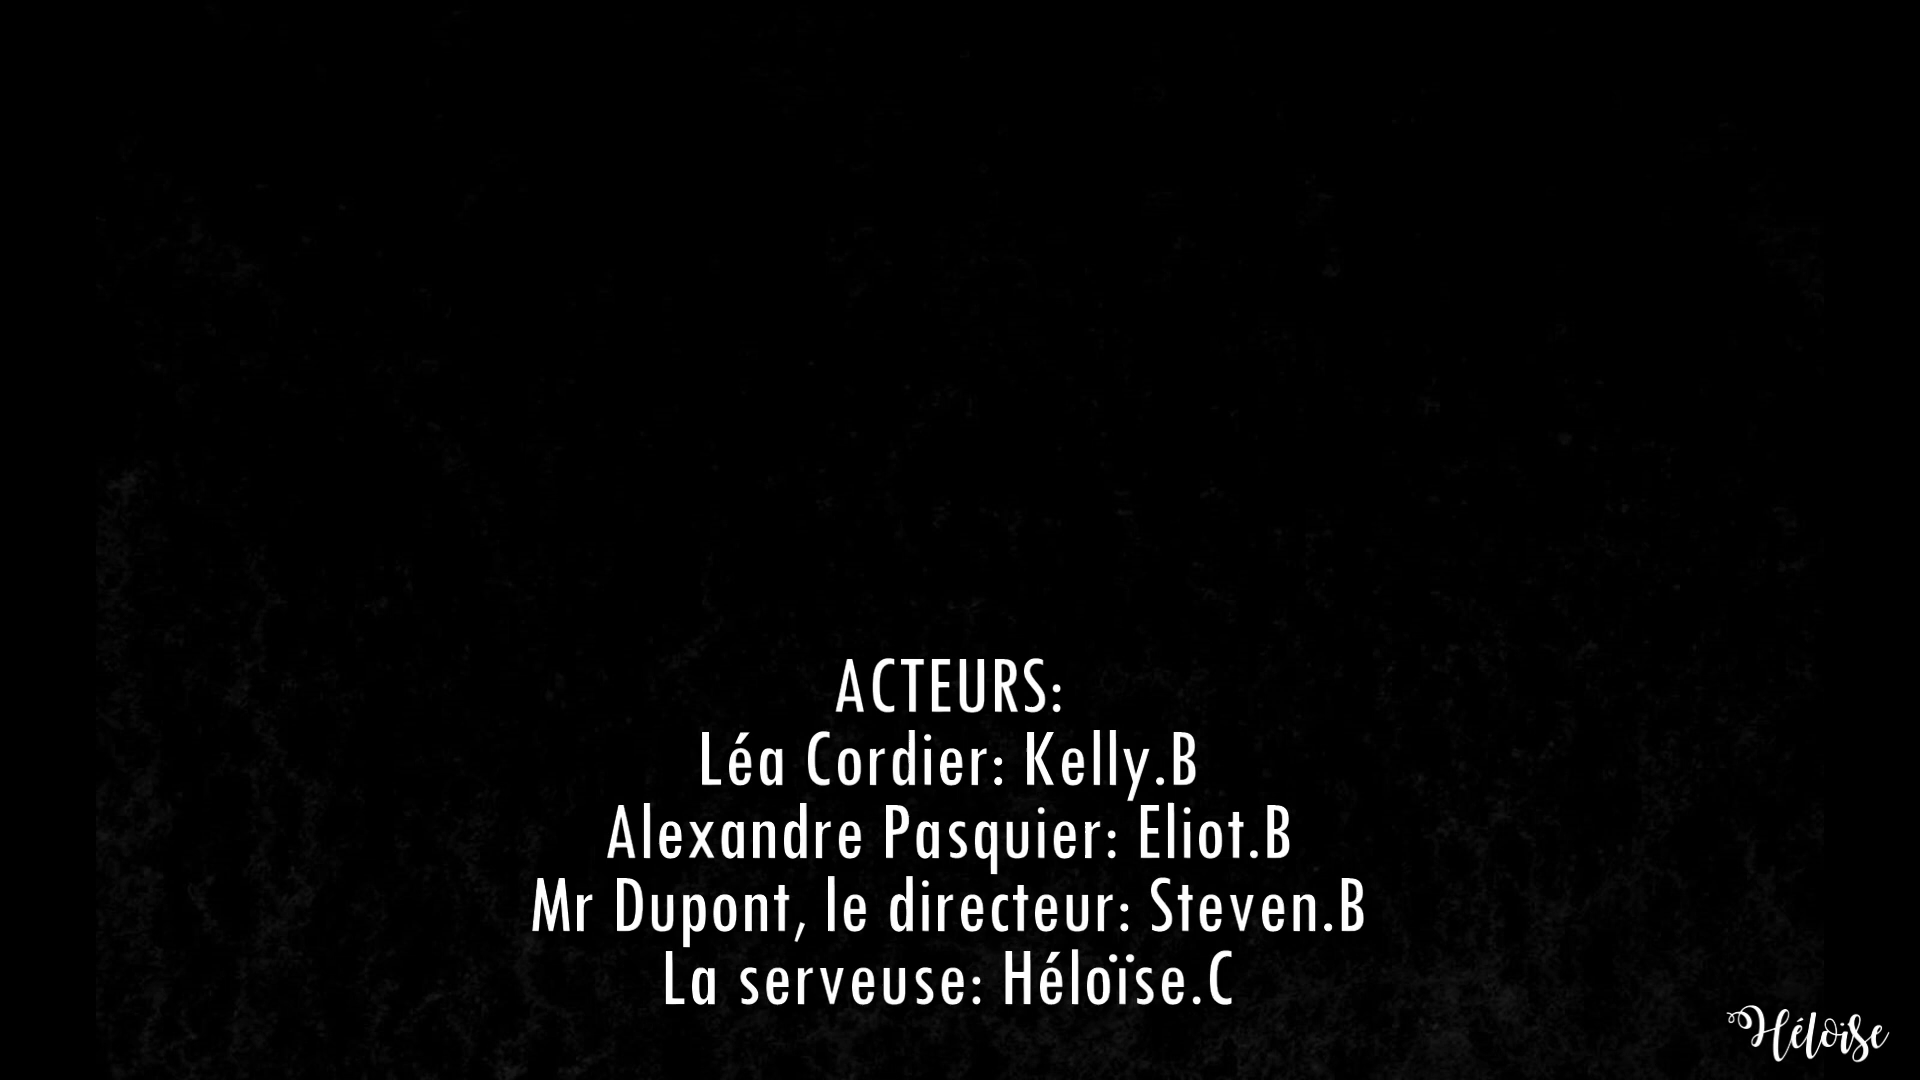 ACTEURS:
Léa Cordier: Kelly.B
Alexandre Pasquier: Eliot.B
Mr Dupont, le directeur: Steven.B
La serveuse: Héloïse.C
Héloïse